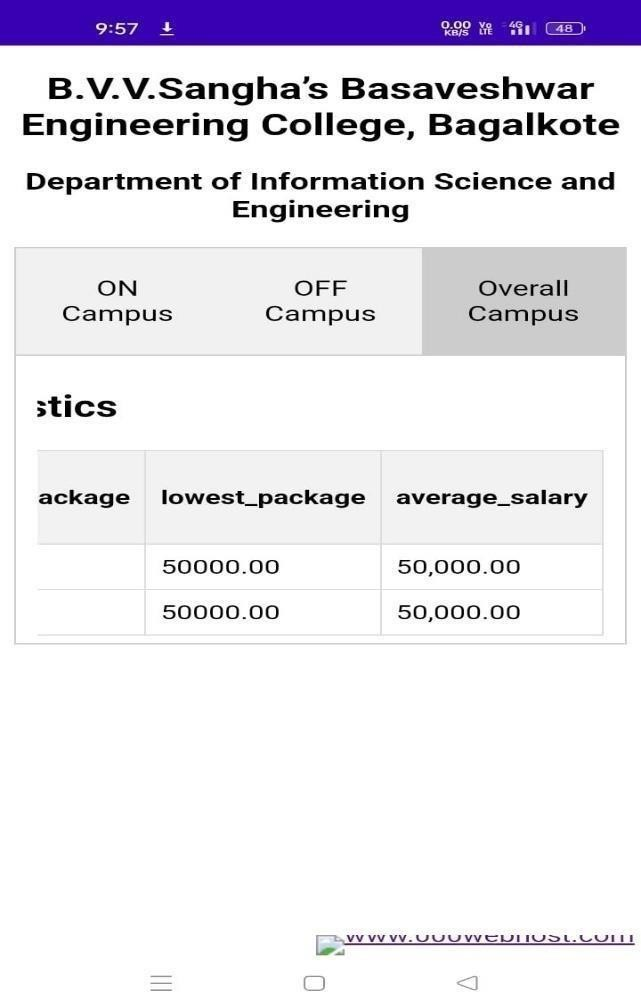 9:57
0.00 KB/S Vo LTE 4G 48
B.V.V.Sangha’s Basaveshwar
Engineering College, Bagalkote
Department of Information Science and
Engineering
ON Campus
OFF Campus
Overall Campus
stics
ackage lowest_package average_salary
50000.00 50,000.00
50000.00 50,000.00
www.000webhost.com